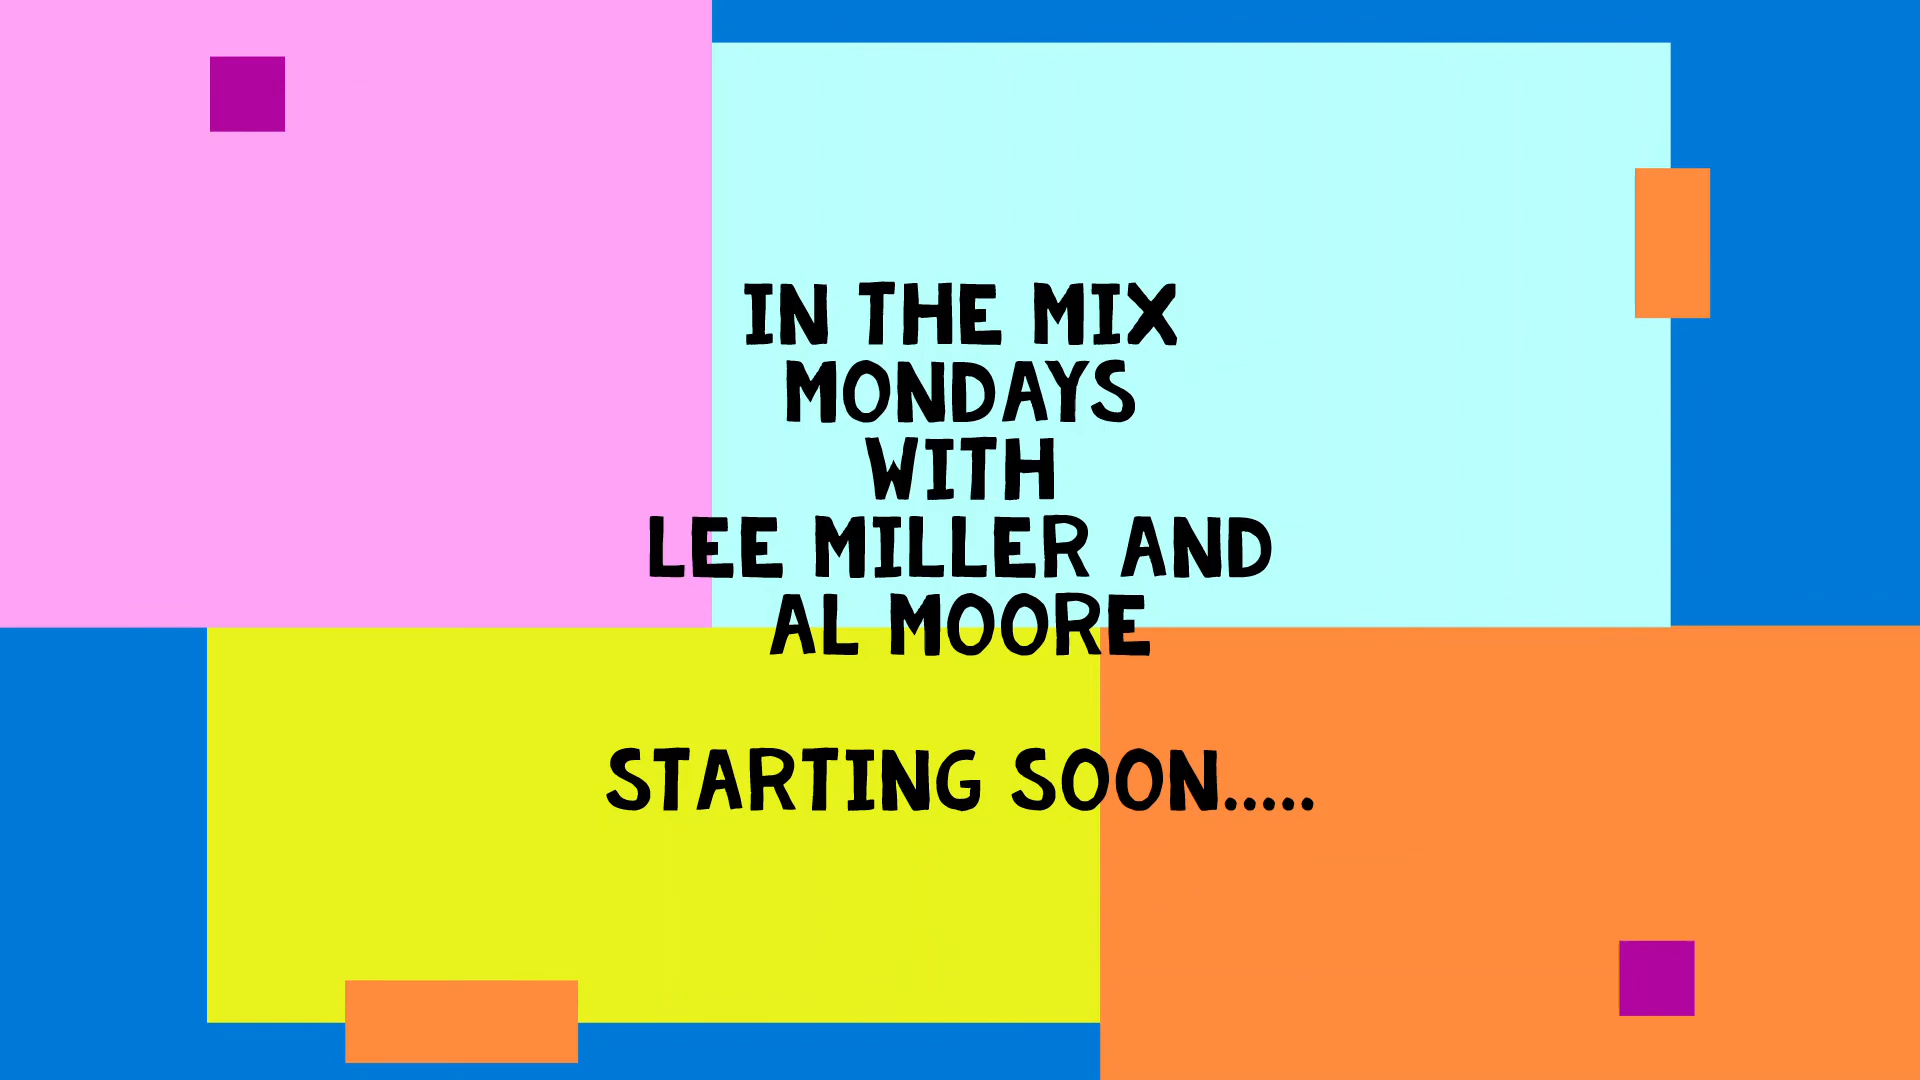 IN THE MIX
MONDAYS
WITH
LEE MILLER AND
AL MOORE
STARTING SOON.....